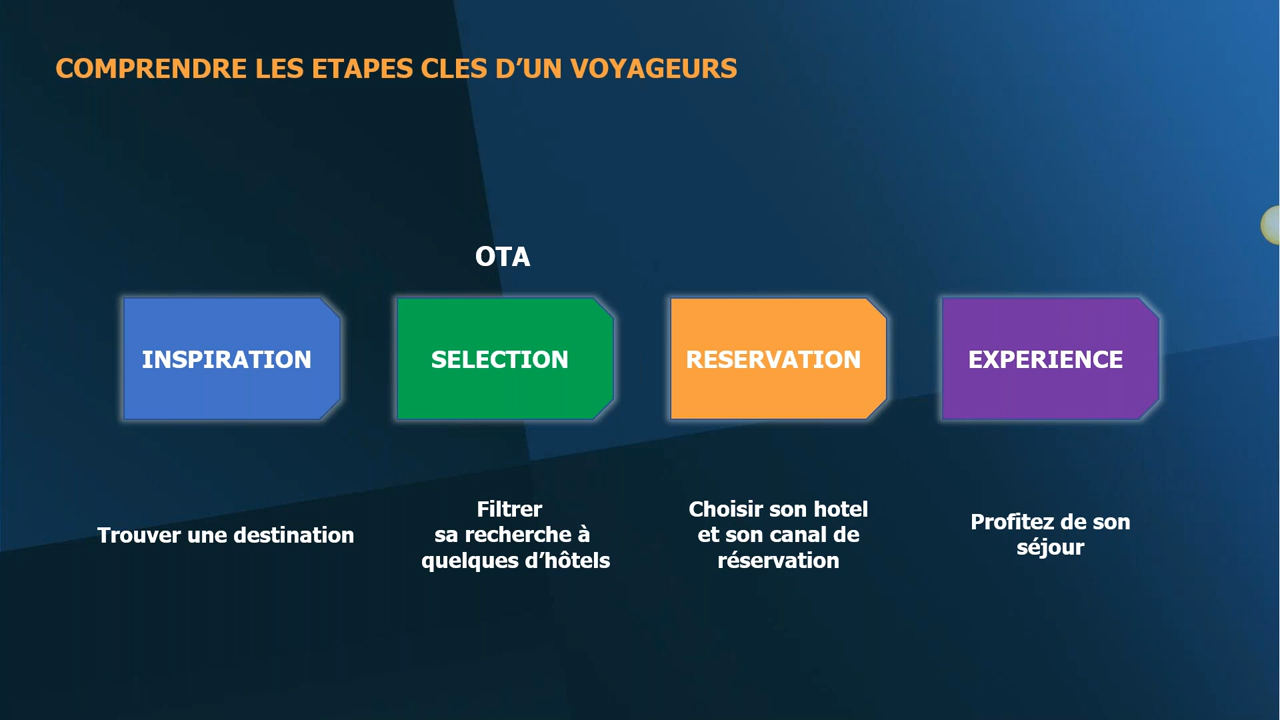 COMPRENDRE LES ETAPES CLES D’UN VOYAGEURS
OTA
INSPIRATION
SELECTION
RESERVATION
EXPERIENCE
Trouver une destination
Filtrer
sa recherche à
quelques d’hôtels
Choisir son hotel
et son canal de
réservation
Profitez de son
séjour